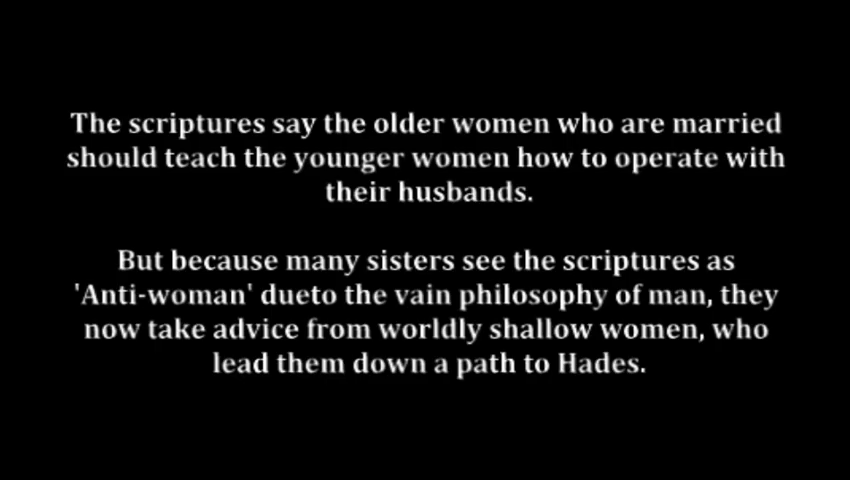 The scriptures say the older women who are married
should teach the younger women how to operate with
their husbands.
But because many sisters see the scriptures as
'Anti-woman' dueto the vain philosophy of man, they
now take advice from worldly shallow women, who
lead them down a path to Hades.